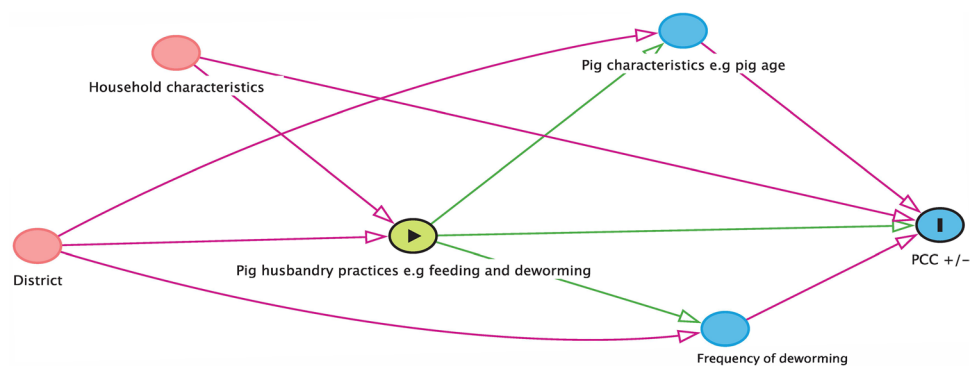 Household characteristics
Pig characteristics e.g pig age
District
Pig husbandry practices e.g feeding and deworming
PCC +/−
Frequency of deworming